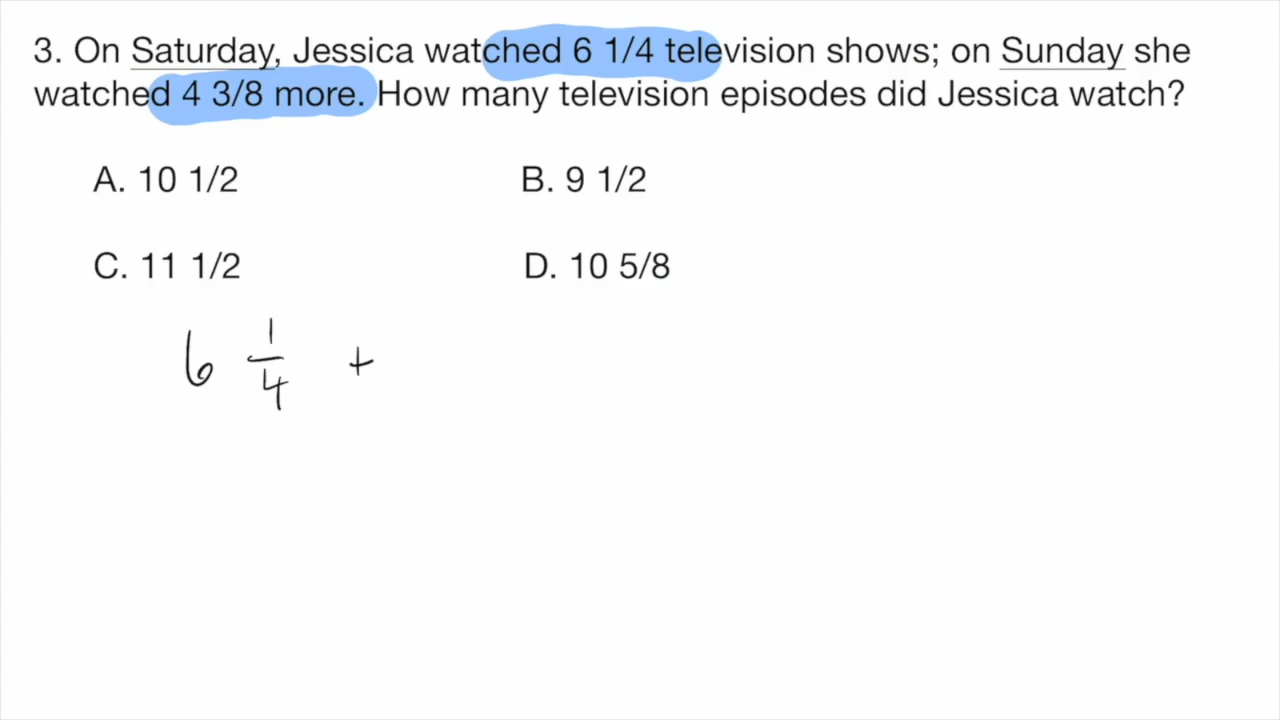 3. On Saturday, Jessica watched 6 1/4 television shows; on Sunday she
watched 4 3/8 more. How many television episodes did Jessica watch?
A. 10 1/2 B. 9 1/2
C. 11 1/2 D. 10 5/8
6 1/4 +